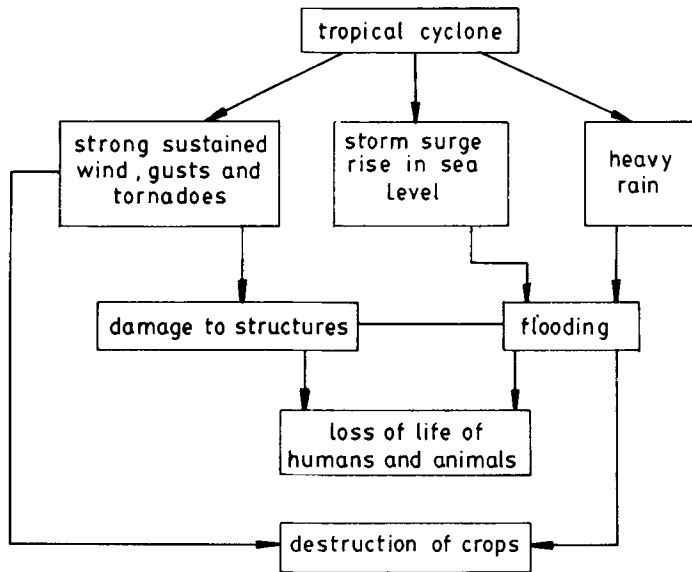 tropical cyclone
strong sustained
wind, gusts and
tornadoes
storm surge
rise in sea
Level
heavy
rain
damage to structures
flooding
loss of life of
humans and animals
destruction of crops